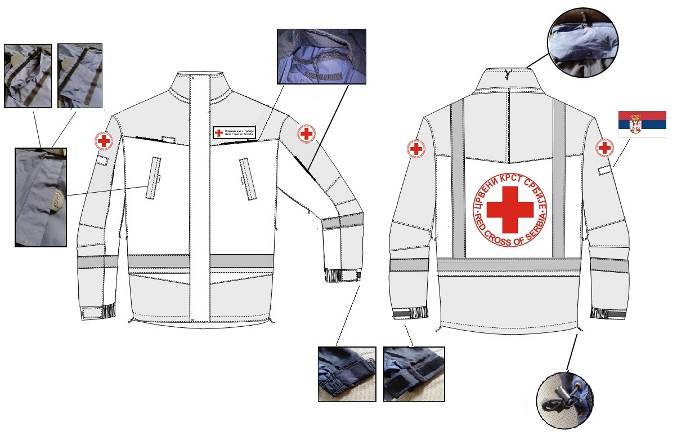 ЦРВЕНИ КРСТ СРБИЈЕ
RED CROSS OF SERBIA